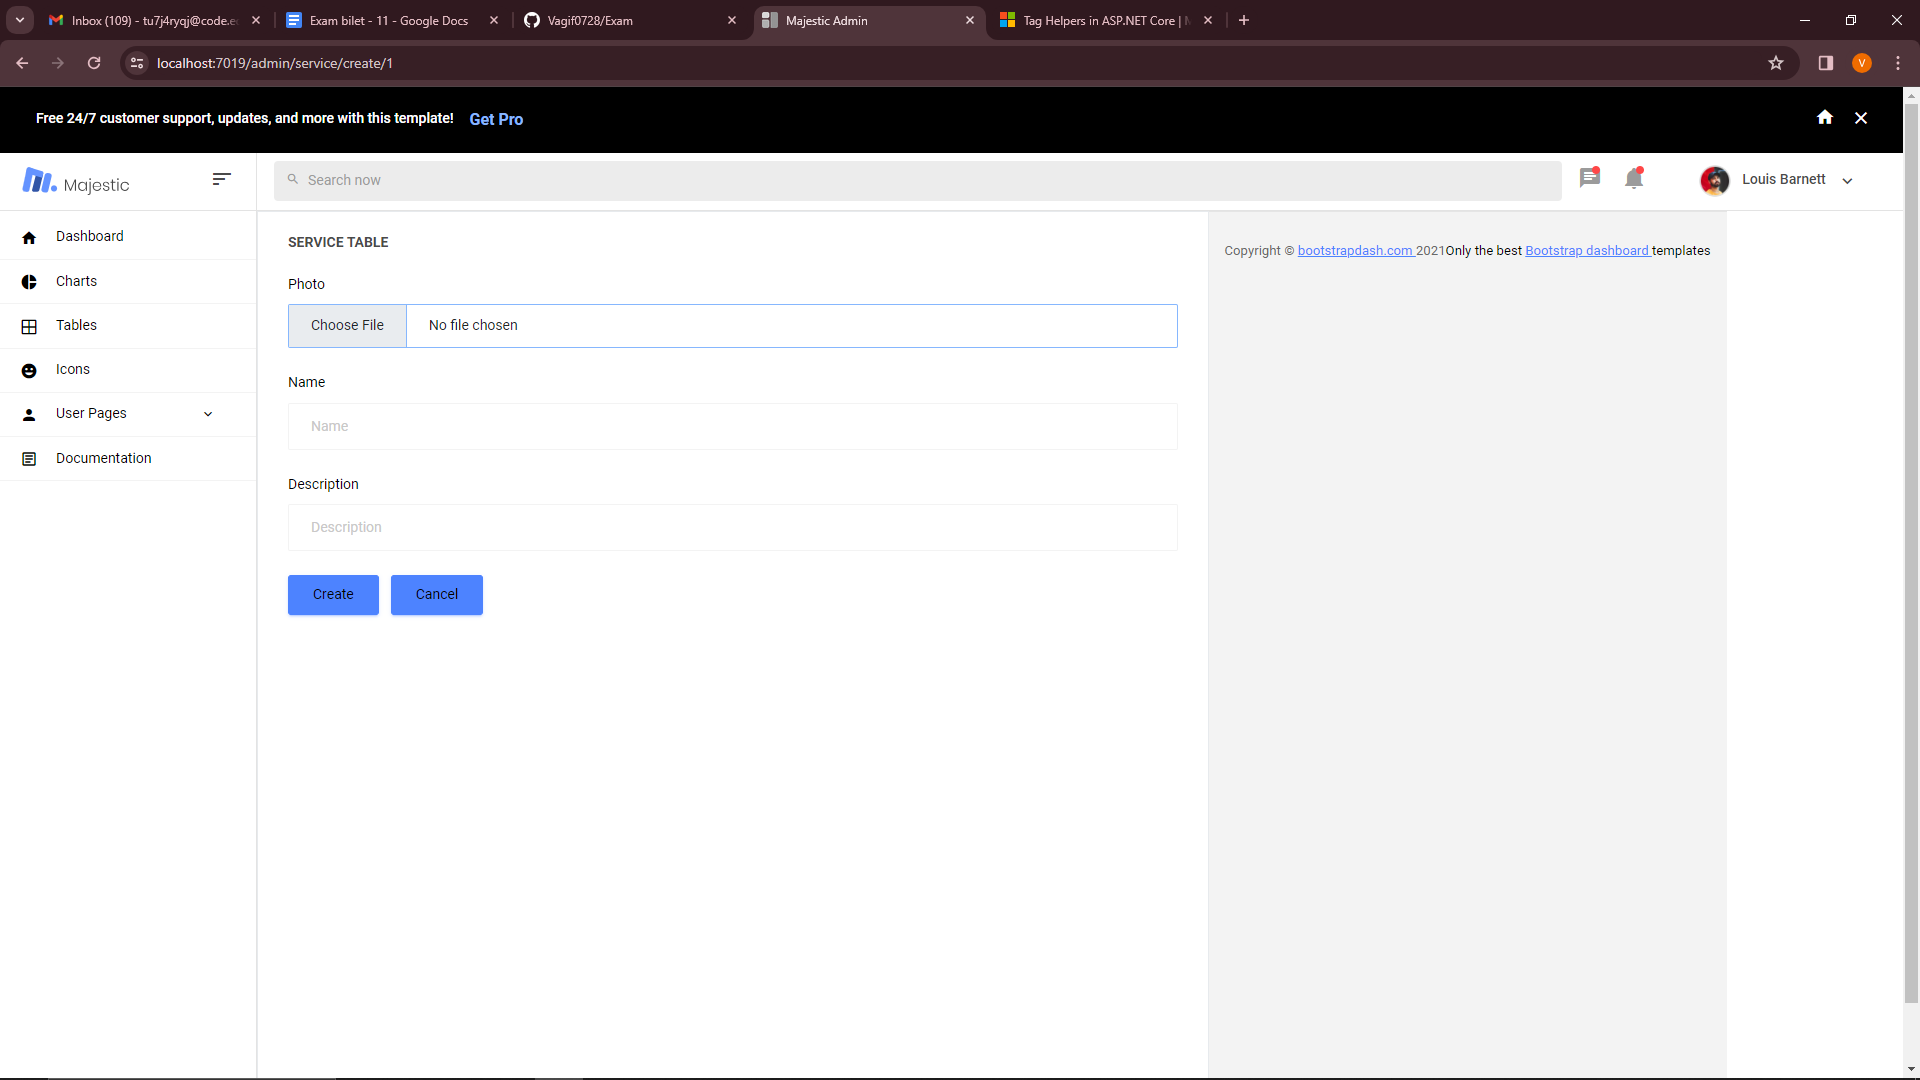 Inbox (109) - tu7j4ryqj@code.e
Exam bilet - 11 - Google Docs
Vagif0728/Exam
Majestic Admin
Tag Helpers in ASP.NET Core |
localhost:7019/admin/service/create/1
V
Free 24/7 customer support, updates, and more with this template! Get Pro
Majestic
Search now
Louis Barnett
Dashboard
Charts
Tables
Icons
User Pages
Documentation
SERVICE TABLE
Photo
Choose File No file chosen
Name
Name
Description
Description
Create Cancel
Copyright © bootstrapdash.com 2021Only the best Bootstrap dashboard templates